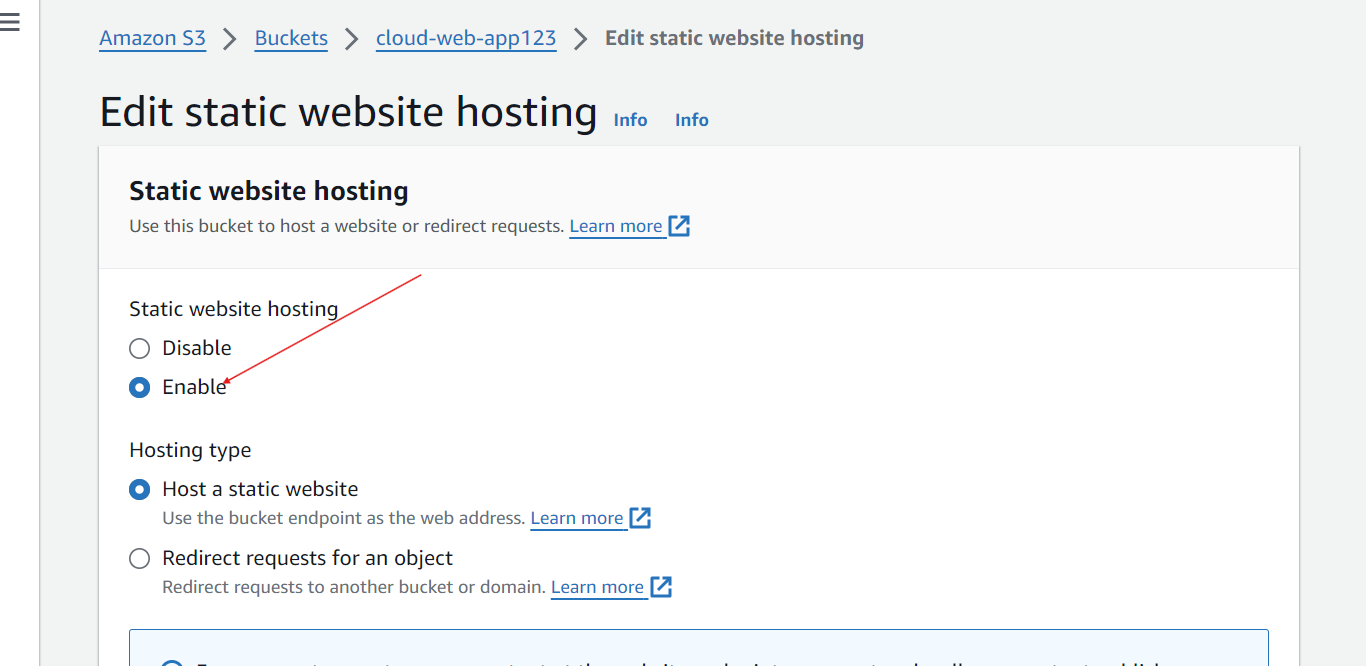 Amazon S3 > Buckets > cloud-web-app123 > Edit static website hosting
Edit static website hosting Info Info
Static website hosting
Use this bucket to host a website or redirect requests. Learn more
Static website hosting
Disable
Enable
Hosting type
Host a static website
Use the bucket endpoint as the web address. Learn more
Redirect requests for an object
Redirect requests to another bucket or domain. Learn more